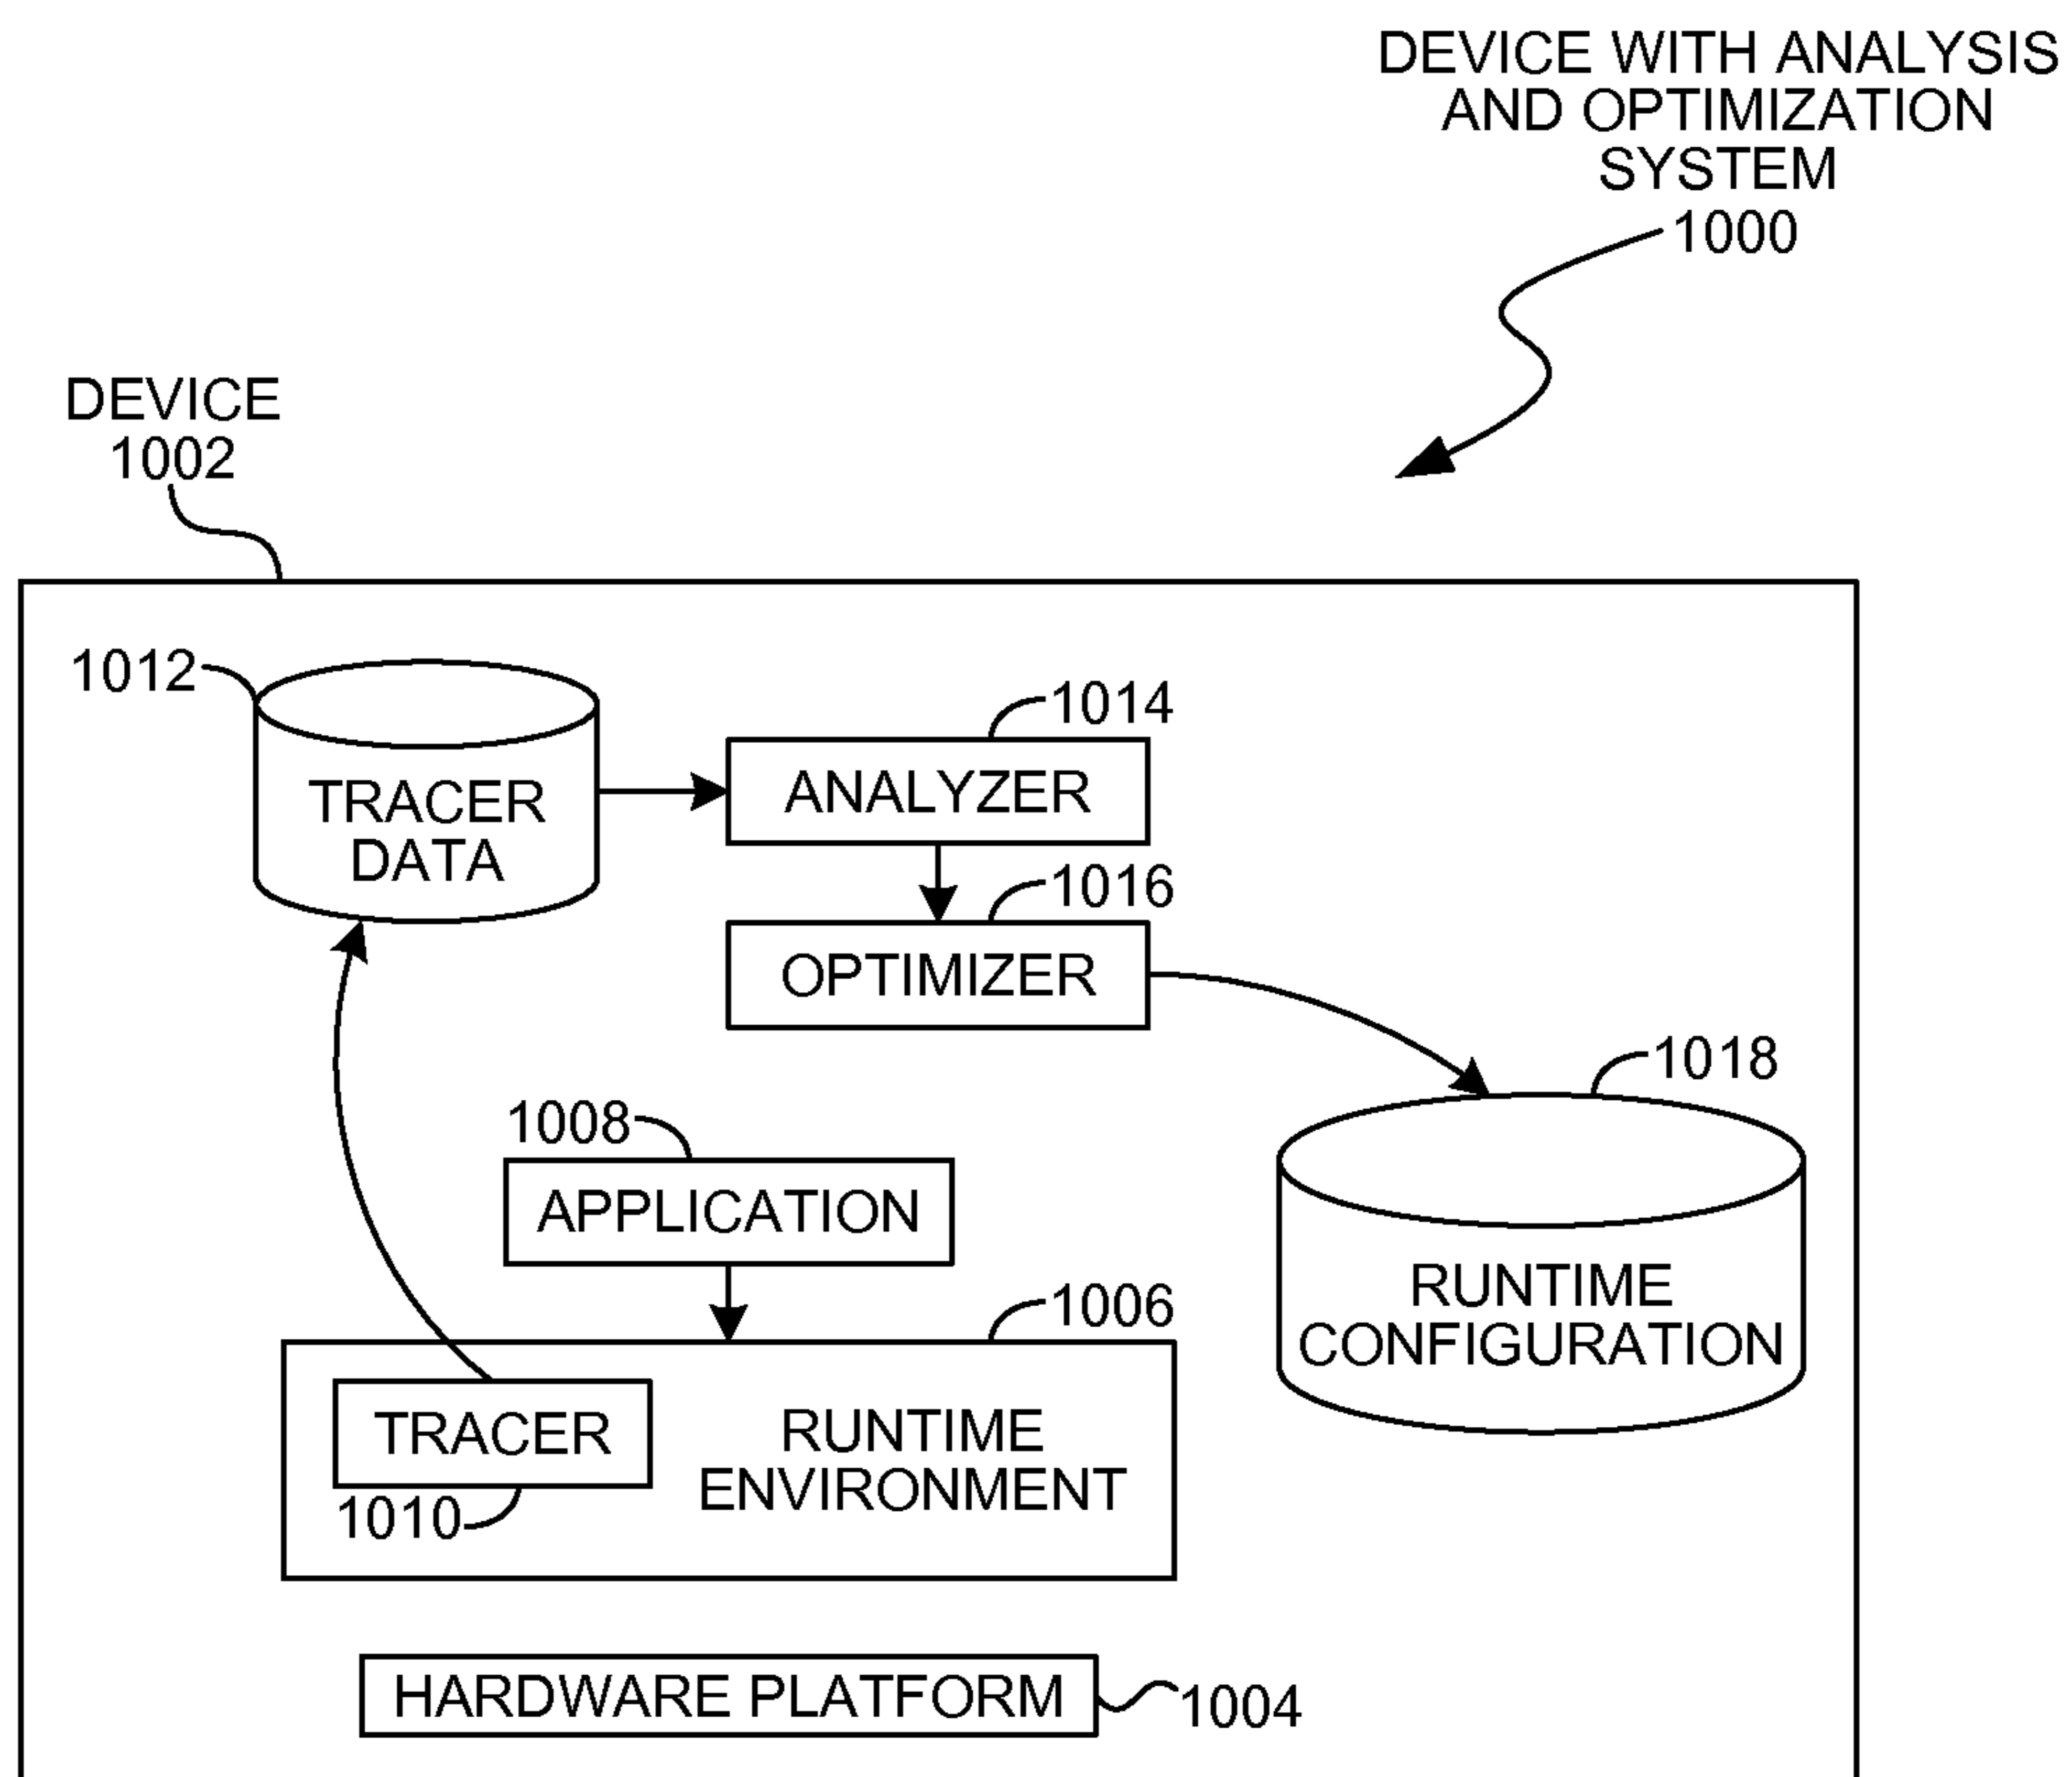 DEVICE WITH ANALYSIS
AND OPTIMIZATION
SYSTEM
1000
DEVICE
1002
1012
TRACER
DATA
1014
ANALYZER
1016
OPTIMIZER
1018
RUNTIME
CONFIGURATION
1008
APPLICATION
1006
TRACER
1010
RUNTIME
ENVIRONMENT
HARDWARE PLATFORM
1004